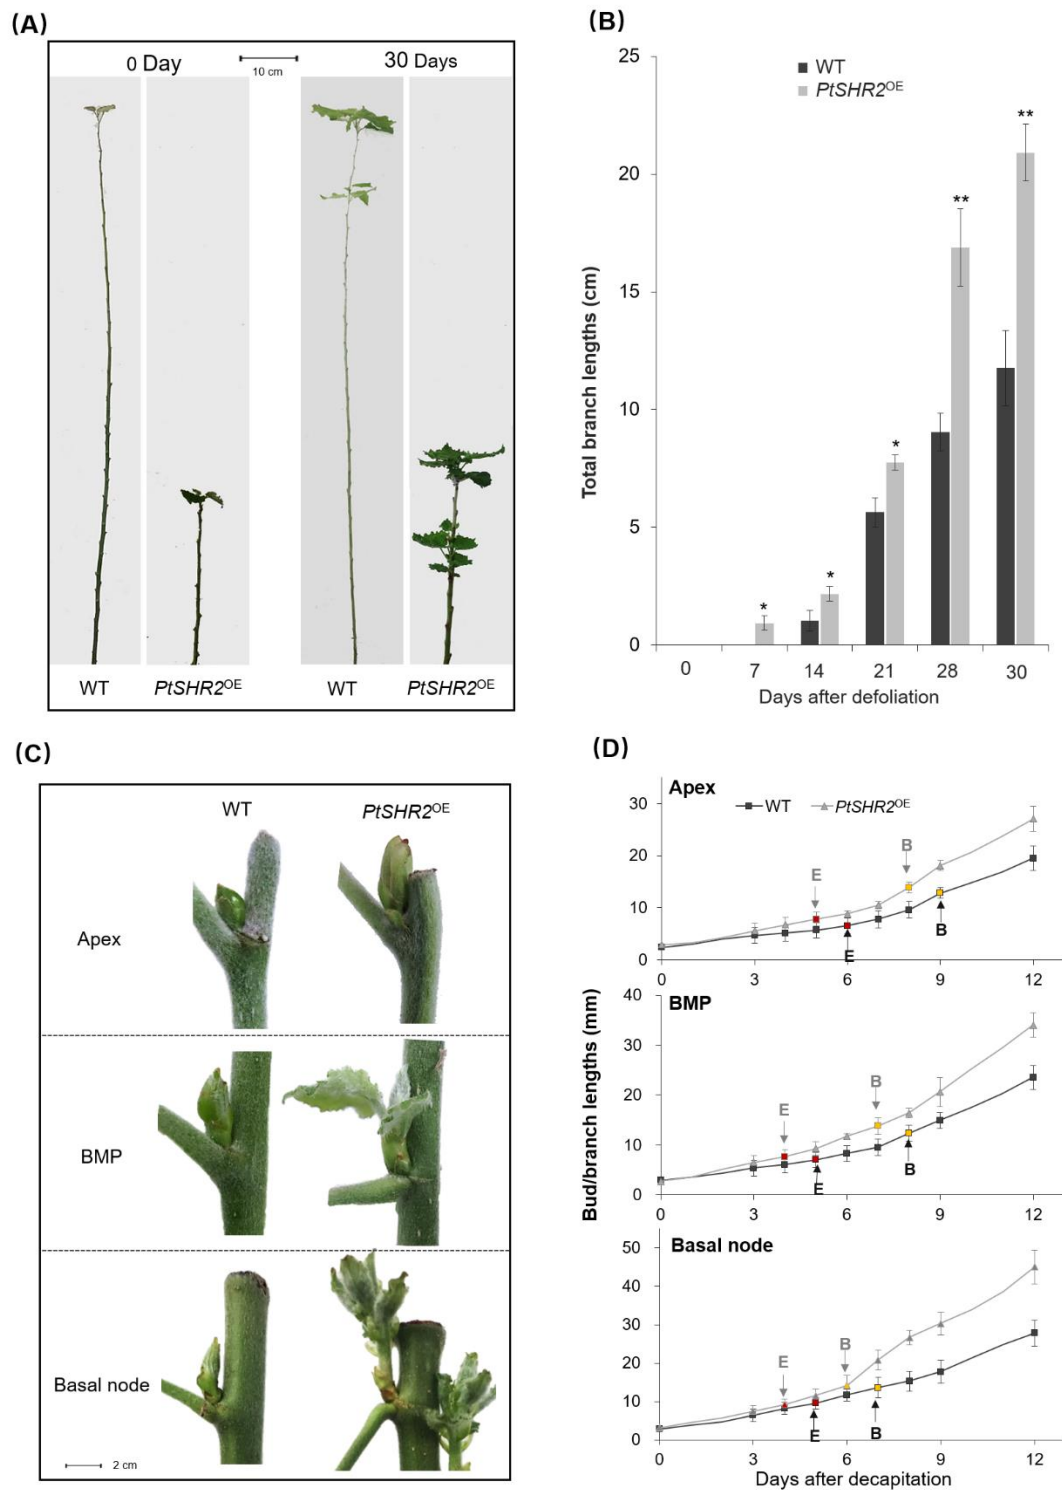 (A)
0 Day
10 cm
30 Days
WT
PtSHR2OE
WT
PtSHR2OE
(B)
Total branch lengths (cm)
25
20
15
10
5
0
WT
PtSHR2OE
*
*
*
**
**
0 7 14 21 28 30
Days after defoliation
(C)
WT
PtSHR2OE
Apex
BMP
Basal node
2 cm
(D)
Bud/branch lengths (mm)
Apex
WT
PtSHR2OE
30
20
10
0
E
B
E
B
0 3 6 9 12
BMP
40
30
20
10
0
E
B
E
B
0 3 6 9 12
Basal node
50
40
30
20
10
0
E
B
E
B
0 3 6 9 12
Days after decapitation